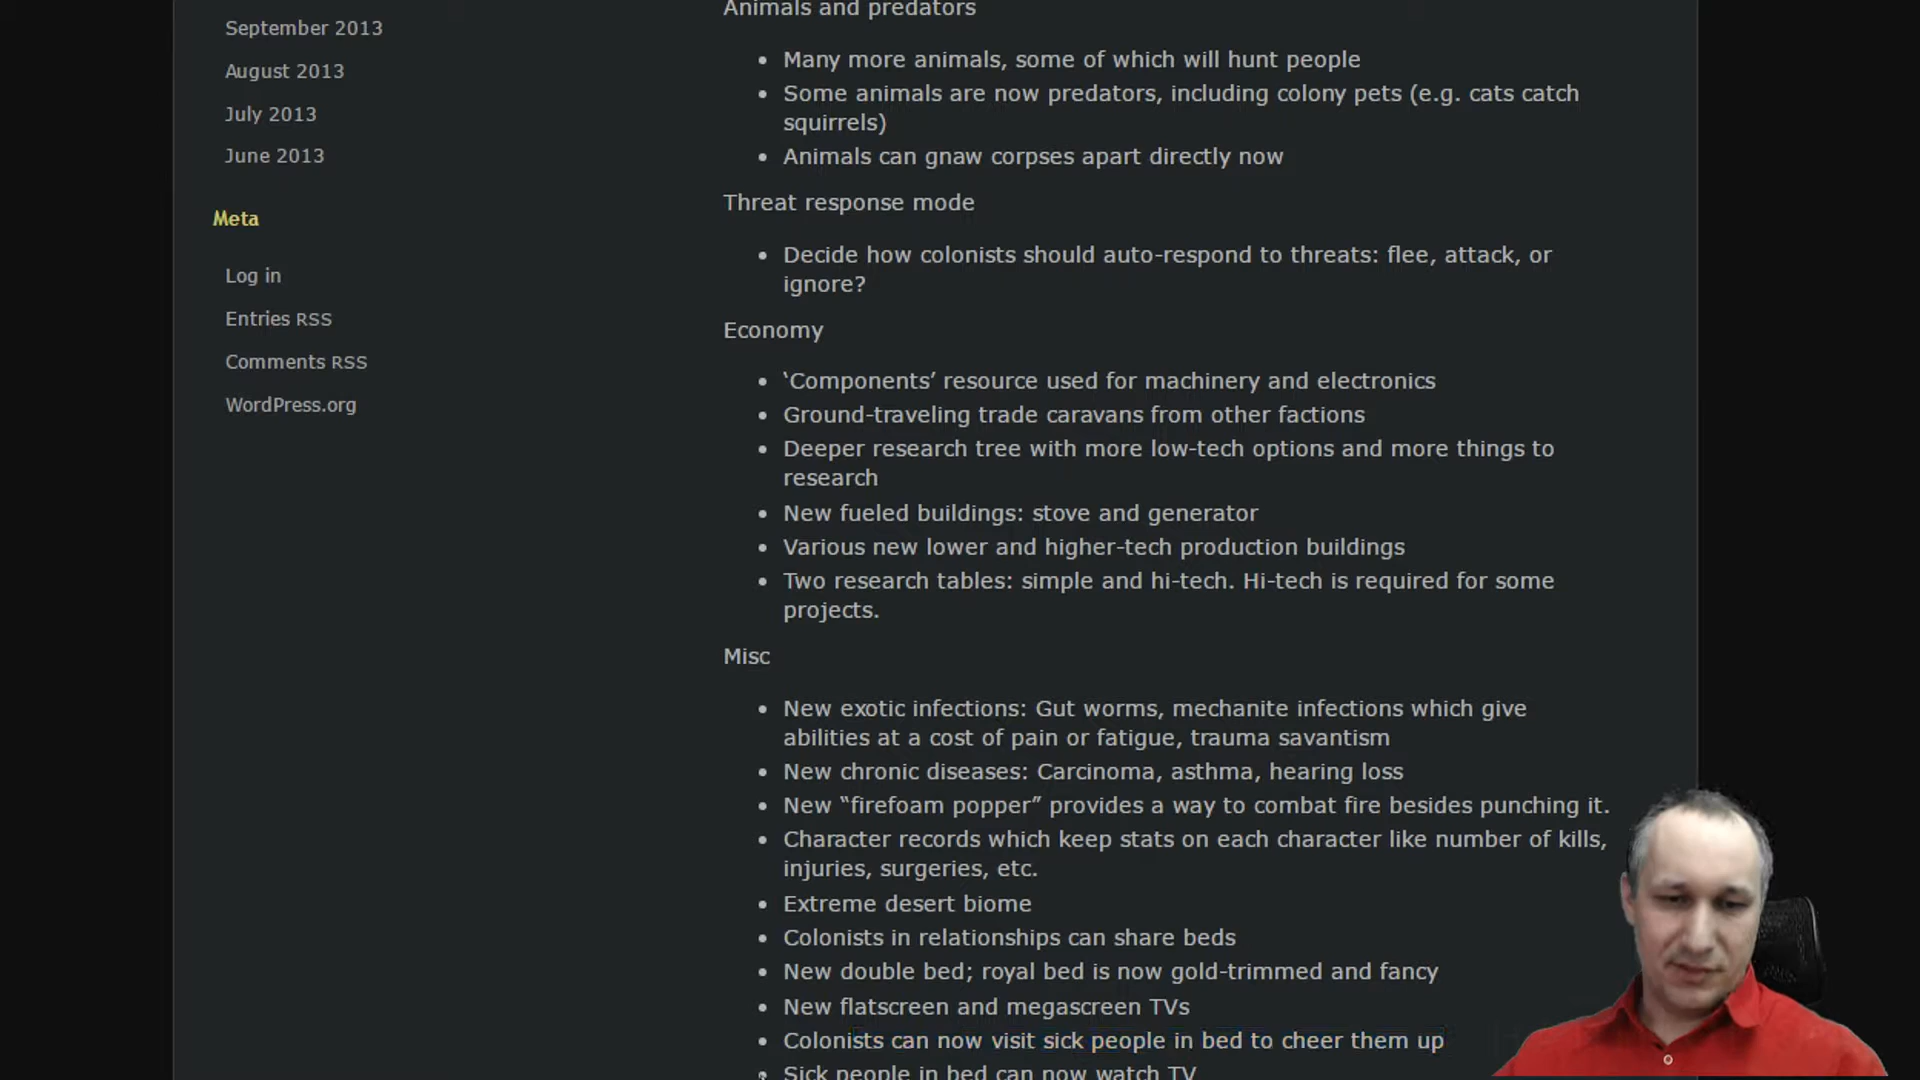 September 2013
August 2013
July 2013
June 2013
Meta
Log in
Entries RSS
Comments RSS
WordPress.org
Animals and predators
Many more animals, some of which will hunt people
Some animals are now predators, including colony pets (e.g. cats catch
squirrels)
Animals can gnaw corpses apart directly now
Threat response mode
Decide how colonists should auto-respond to threats: flee, attack, or
ignore?
Economy
‘Components’ resource used for machinery and electronics
Ground-traveling trade caravans from other factions
Deeper research tree with more low-tech options and more things to
research
New fueled buildings: stove and generator
Various new lower and higher-tech production buildings
Two research tables: simple and hi-tech. Hi-tech is required for some
projects.
Misc
New exotic infections: Gut worms, mechanite infections which give
abilities at a cost of pain or fatigue, trauma savantism
New chronic diseases: Carcinoma, asthma, hearing loss
New “firefoam popper” provides a way to combat fire besides punching it.
Character records which keep stats on each character like number of kills,
injuries, surgeries, etc.
Extreme desert biome
Colonists in relationships can share beds
New double bed; royal bed is now gold-trimmed and fancy
New flatscreen and megascreen TVs
Colonists can now visit sick people in bed to cheer them up
Sick people in bed can now watch TV